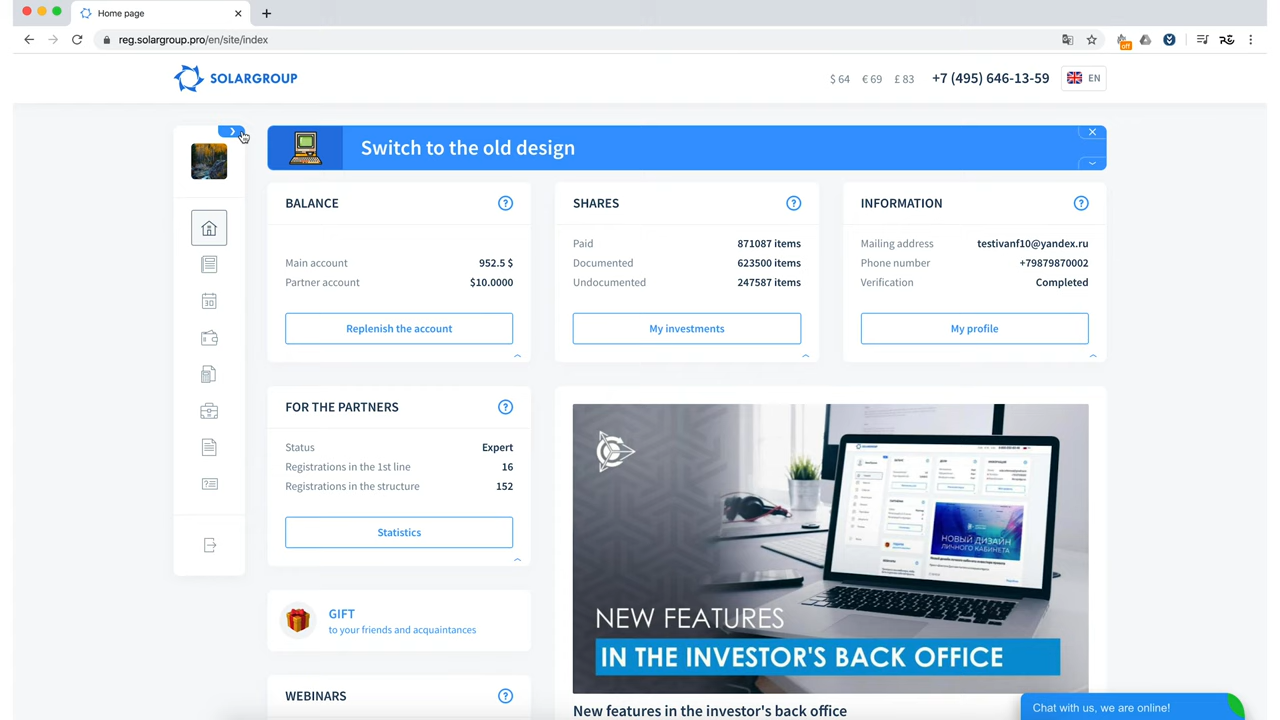 Home page
reg.solargroup.pro/en/site/index
off
SOLARGROUP
$ 64 € 69 £ 83 +7 (495) 646-13-59 EN
Switch to the old design
BALANCE ?
Main account 952.5 $
Partner account $10.0000
Replenish the account
SHARES ?
Paid 871087 items
Documented 623500 items
Undocumented 247587 items
My investments
INFORMATION ?
Mailing address testivanf10@yandex.ru
Phone number +79879870002
Verification Completed
My profile
30
FOR THE PARTNERS ?
Status Expert
Registrations in the 1st line 16
Registrations in the structure 152
Statistics
GIFT
to your friends and acquaintances
WEBINARS ?
НОВЫЙ ДИЗАЙН
ЛИЧНОГО КАБИНЕТА
NEW FEATURES
IN THE INVESTOR'S BACK OFFICE
New features in the investor's back office
Chat with us, we are online!